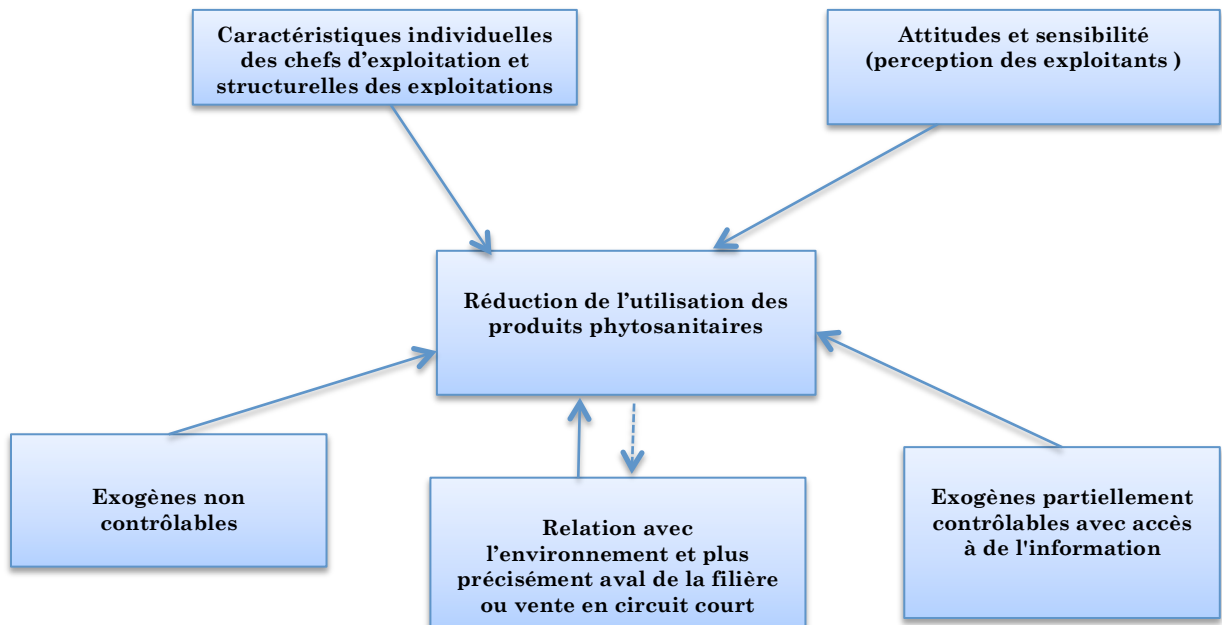 Caractéristiques individuelles
des chefs d'exploitation et
structurelles des exploitations
Attitudes et sensibilité
(perception des exploitants )
Réduction de l'utilisation des
produits phytosanitaires
Exogènes non
contrôlables
Relation avec
l'environnement et plus
précisément aval de la filière
ou vente en circuit court
Exogènes partiellement
contrôlables avec accès
à de l'information